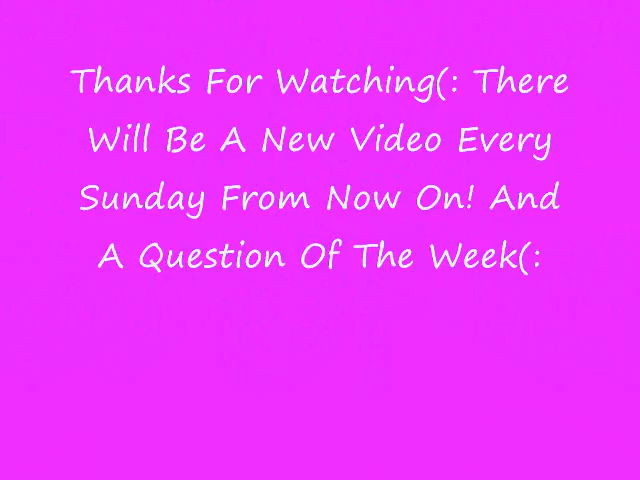 Thanks For Watching(: There
Will Be A New Video Every
Sunday From Now On! And
A Question Of The Week(: